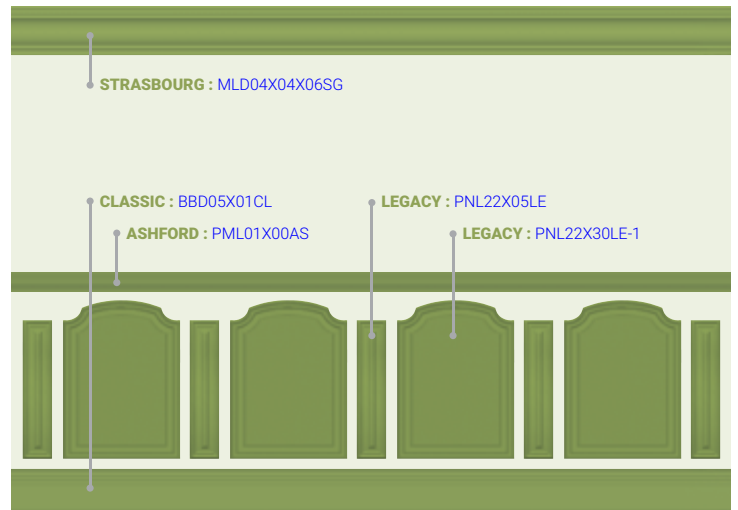 STRASBOURG : MLD04X04X06SG
CLASSIC : BBD05X01CL
LEGACY : PNL22X05LE
ASHFORD : PML01X00AS
LEGACY : PNL22X30LE-1